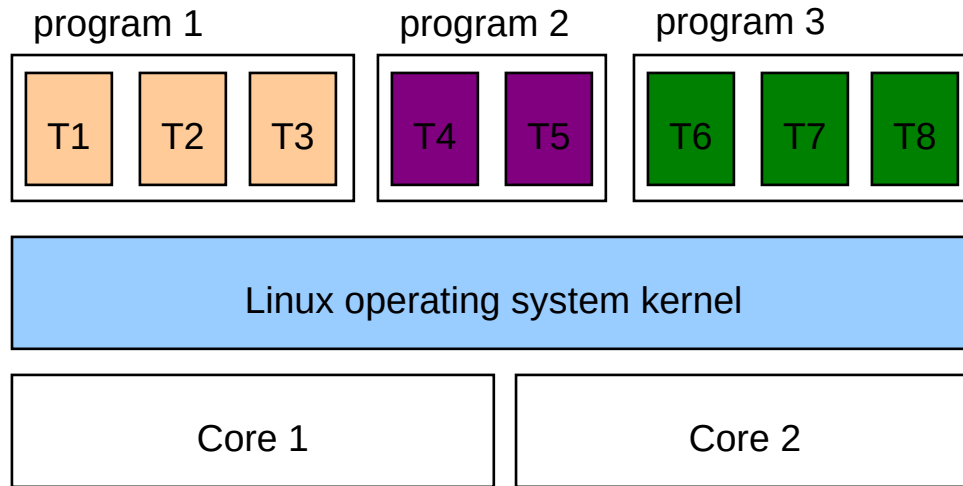 program 1
program 2
program 3
T1
T2
T3
T4
T5
T6
T7
T8
Linux operating system kernel
Core 1
Core 2